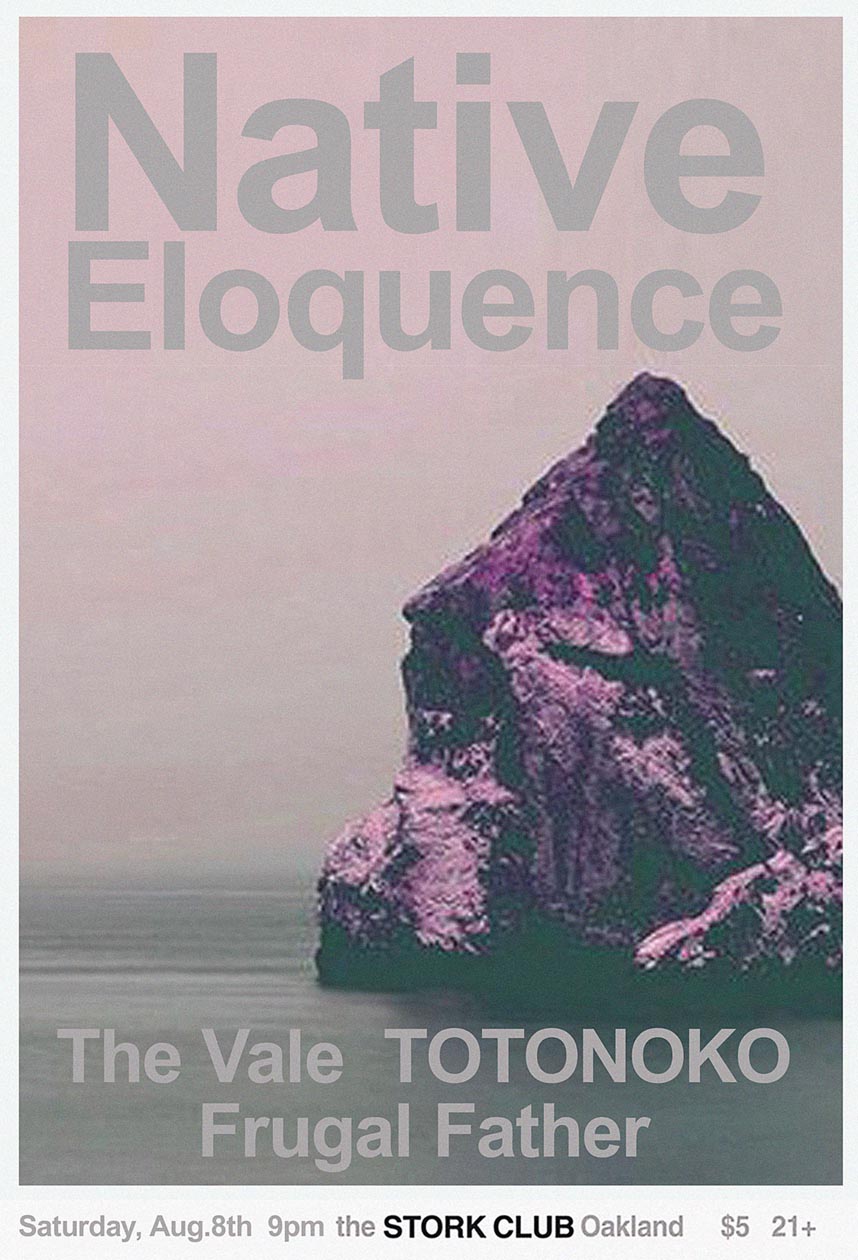 Native
Eloquence
The Vale TOTONOKO
Frugal Father
Saturday, Aug.8th 9pm the STORK CLUB Oakland $5 21+